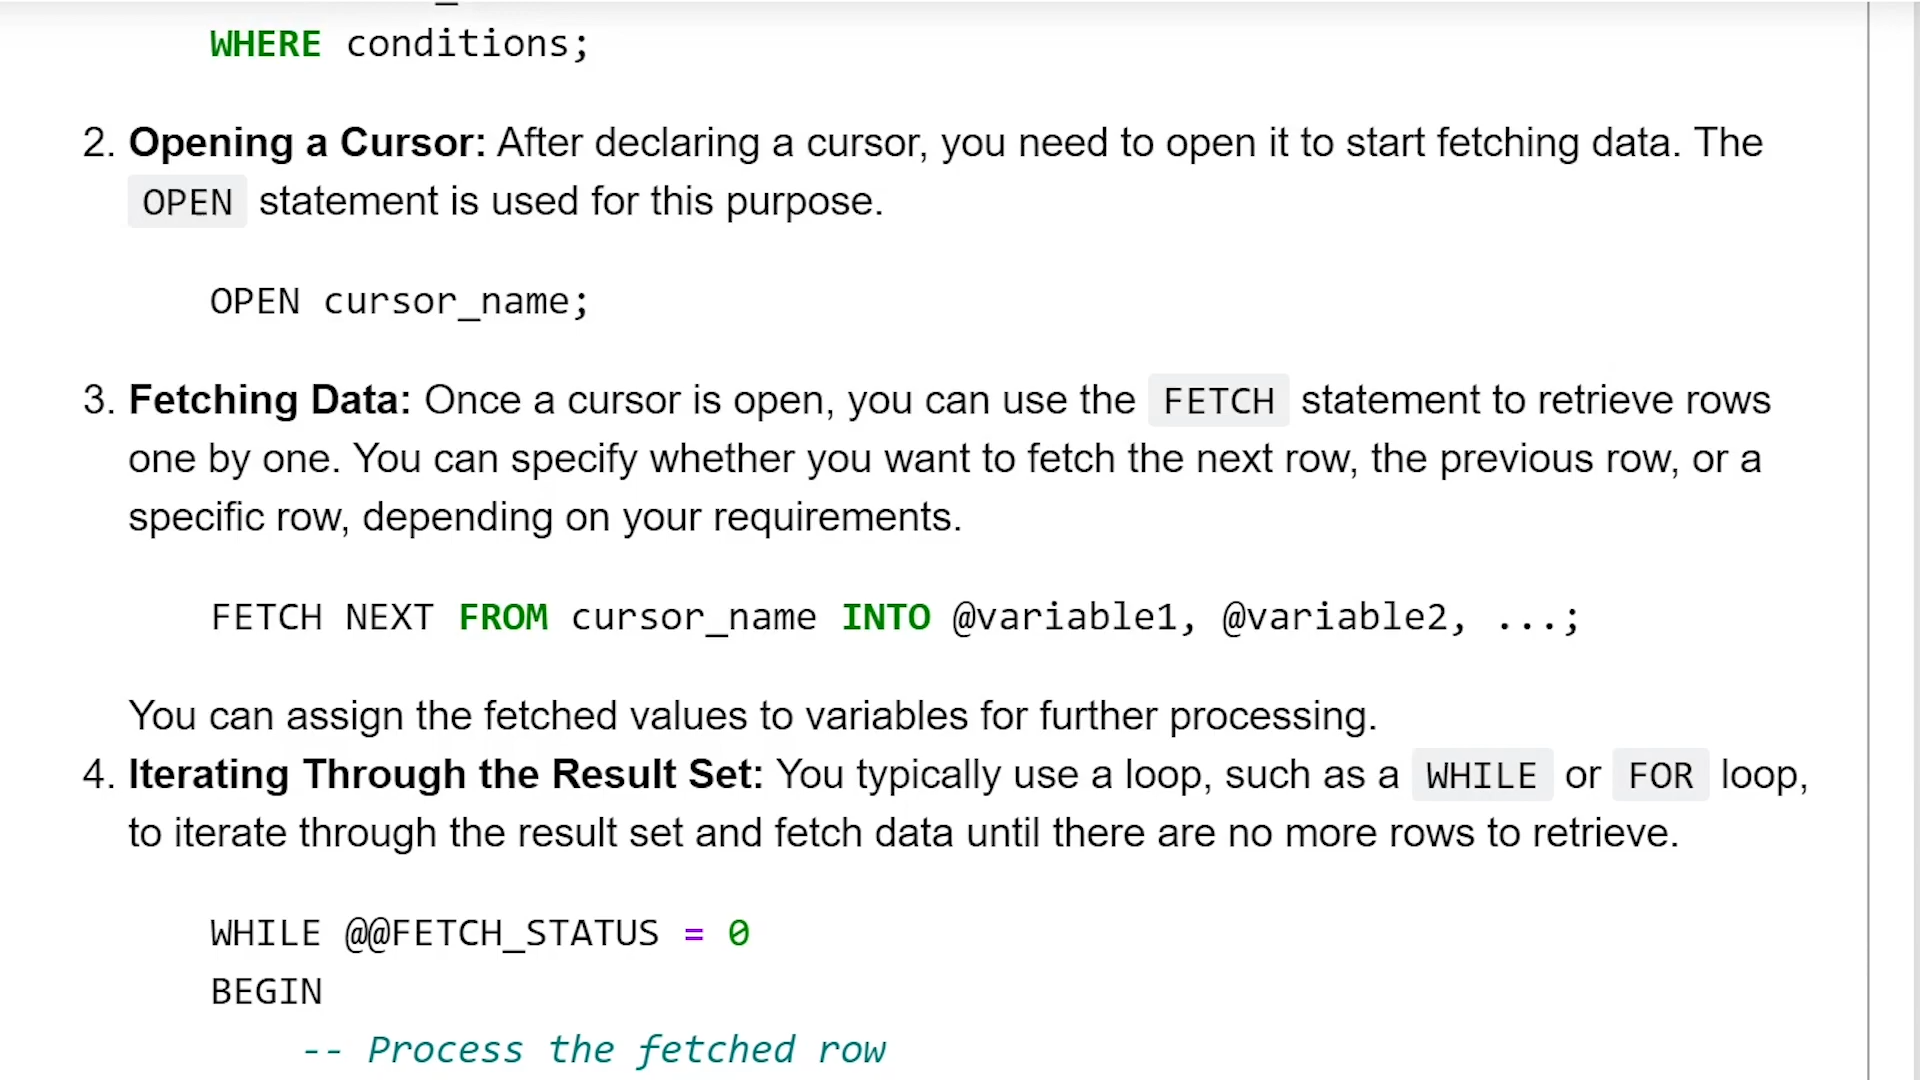 WHERE conditions;
2. Opening a Cursor: After declaring a cursor, you need to open it to start fetching data. The
OPEN statement is used for this purpose.
OPEN cursor_name;
3. Fetching Data: Once a cursor is open, you can use the FETCH statement to retrieve rows
one by one. You can specify whether you want to fetch the next row, the previous row, or a
specific row, depending on your requirements.
FETCH NEXT FROM cursor_name INTO @variable1, @variable2, ...;
You can assign the fetched values to variables for further processing.
4. Iterating Through the Result Set: You typically use a loop, such as a WHILE or FOR loop,
to iterate through the result set and fetch data until there are no more rows to retrieve.
WHILE @@FETCH_STATUS = 0
BEGIN
-- Process the fetched row